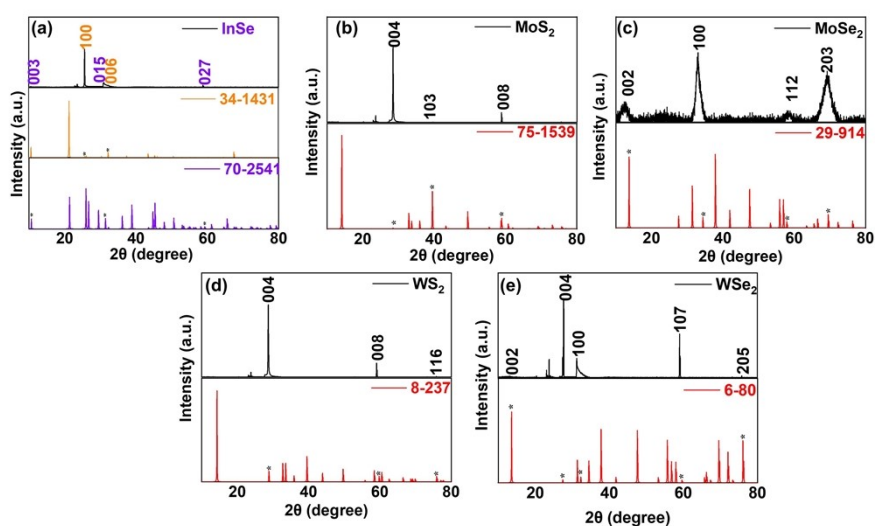 (a)
InSe
100
003
015
006
027
34-1431
70-2541
Intensity (a.u.)
20 40 60 80
2θ (degree)
(b)
MoS2
004
103
008
75-1539
Intensity (a.u.)
20 40 60 80
2θ (degree)
(c)
MoSe2
002
100
112
203
29-914
Intensity (a.u.)
20 40 60 80
2θ (degree)
(d)
WS2
004
008
116
8-237
Intensity (a.u.)
20 40 60 80
2θ (degree)
(e)
WSe2
002
004
100
107
205
6-80
Intensity (a.u.)
20 40 60 80
2θ (degree)